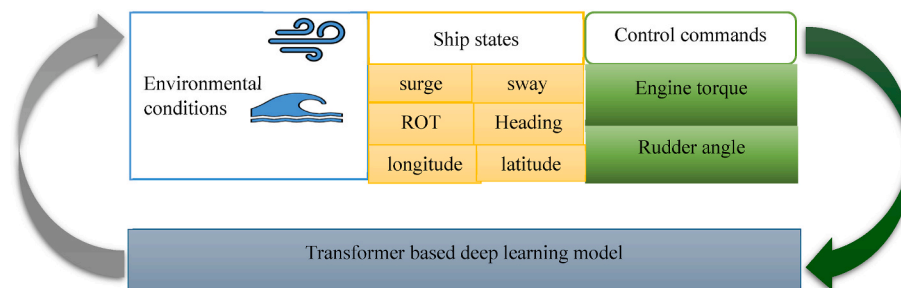 Environmental
conditions
Ship states
surge sway
ROT Heading
longitude latitude
Control commands
Engine torque
Rudder angle
Transformer based deep learning model